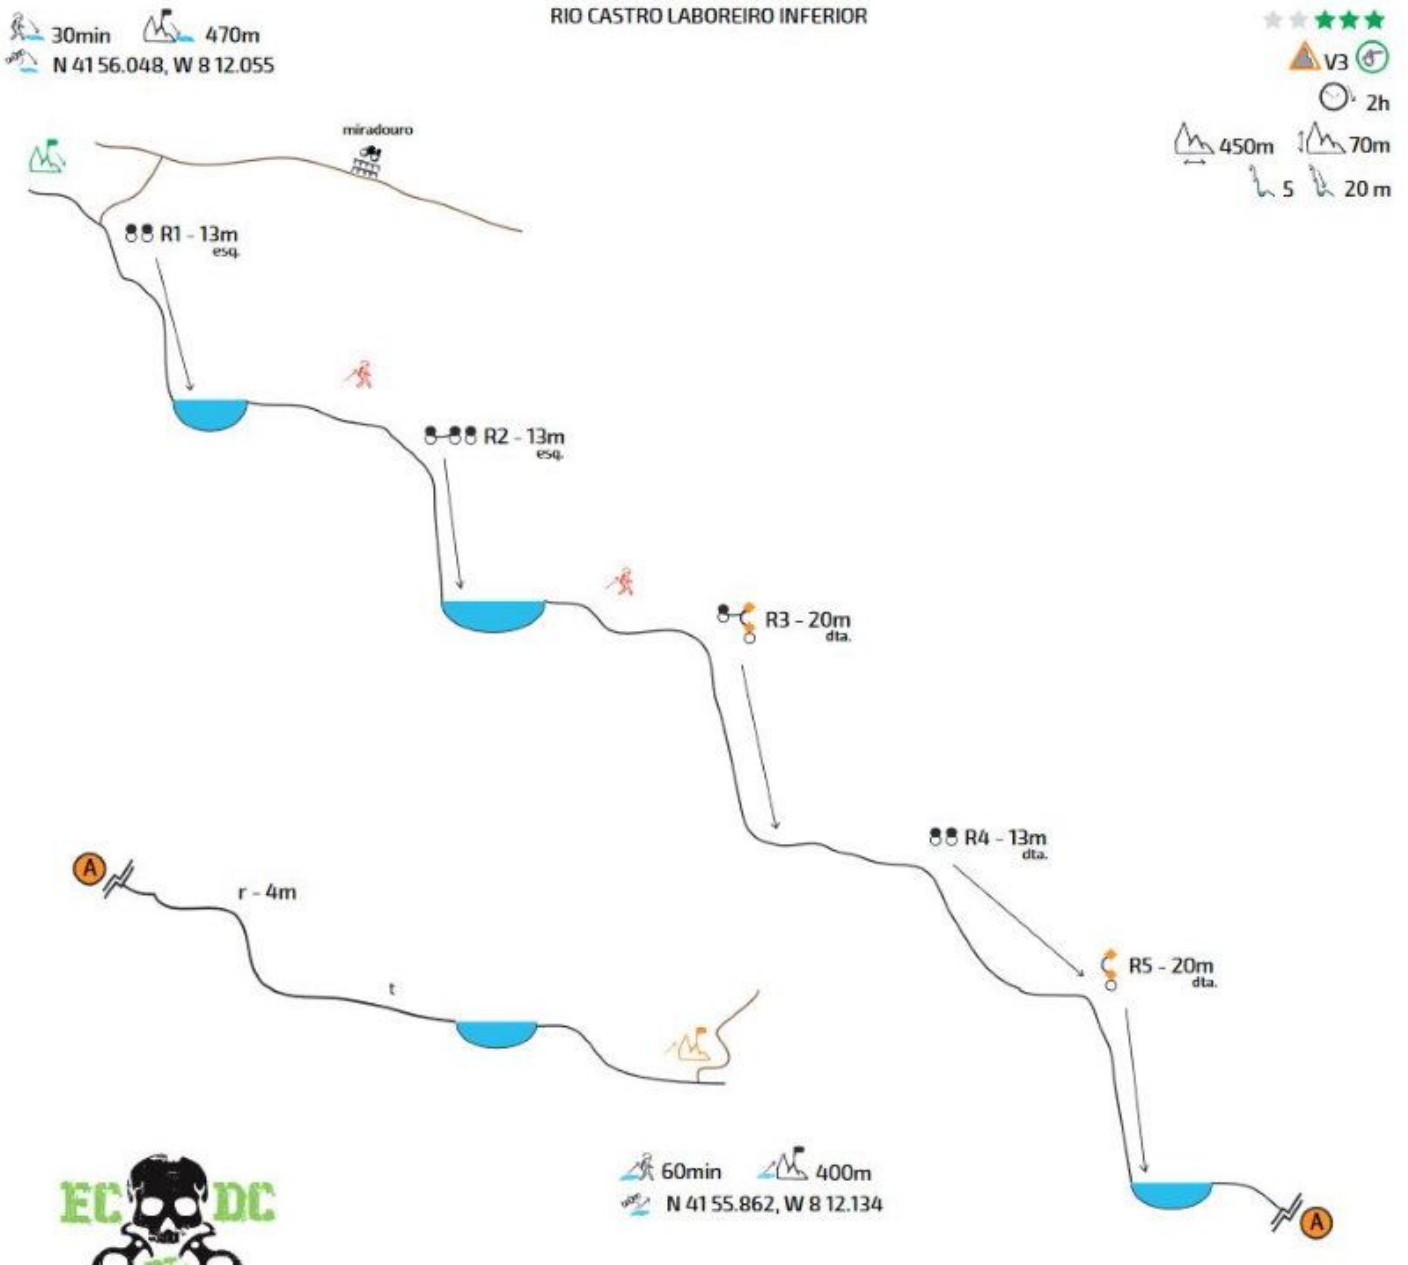 RIO CASTRO LABOREIRO INFERIOR
30min 470m
N 41 56.048, W 8 12.055
V3
2h
450m 70m
5 20 m
miradouro
R1 - 13m
esq.
R2 - 13m
esq.
R3 - 20m
dta.
R4 - 13m
dta.
R5 - 20m
dta.
A
A
r - 4m
t
60min 400m
N 41 55.862, W 8 12.134
EC DC